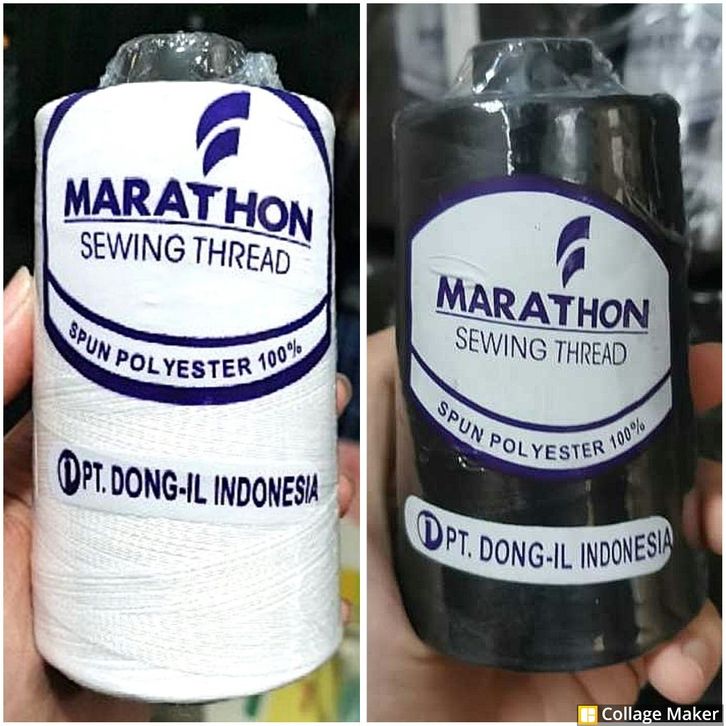 MARATHON
SEWING THREAD
SPUN POLYESTER 100%
PT. DONG-IL INDONESIA
MARATHON
SEWING THREAD
SPUN POLYESTER 100%
PT. DONG-IL INDONESIA
Collage Maker